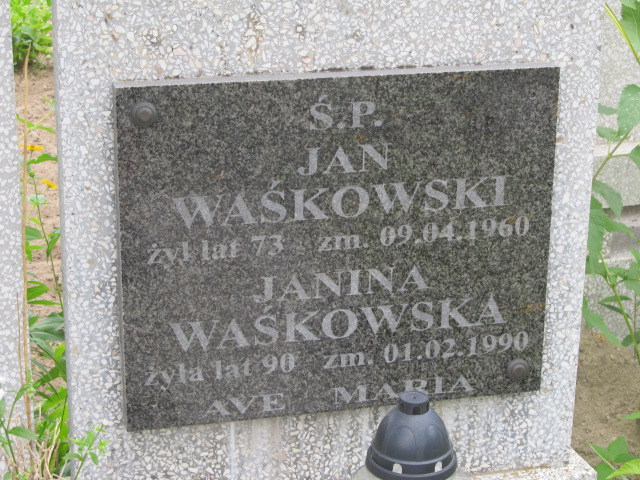 Ś.P.
JAN
WAŚKOWSKI
żył lat 73 zm. 09.04.1960
JANINA
WAŚKOWSKA
żyła lat 90 zm. 01.02.1990
AVE MARIA